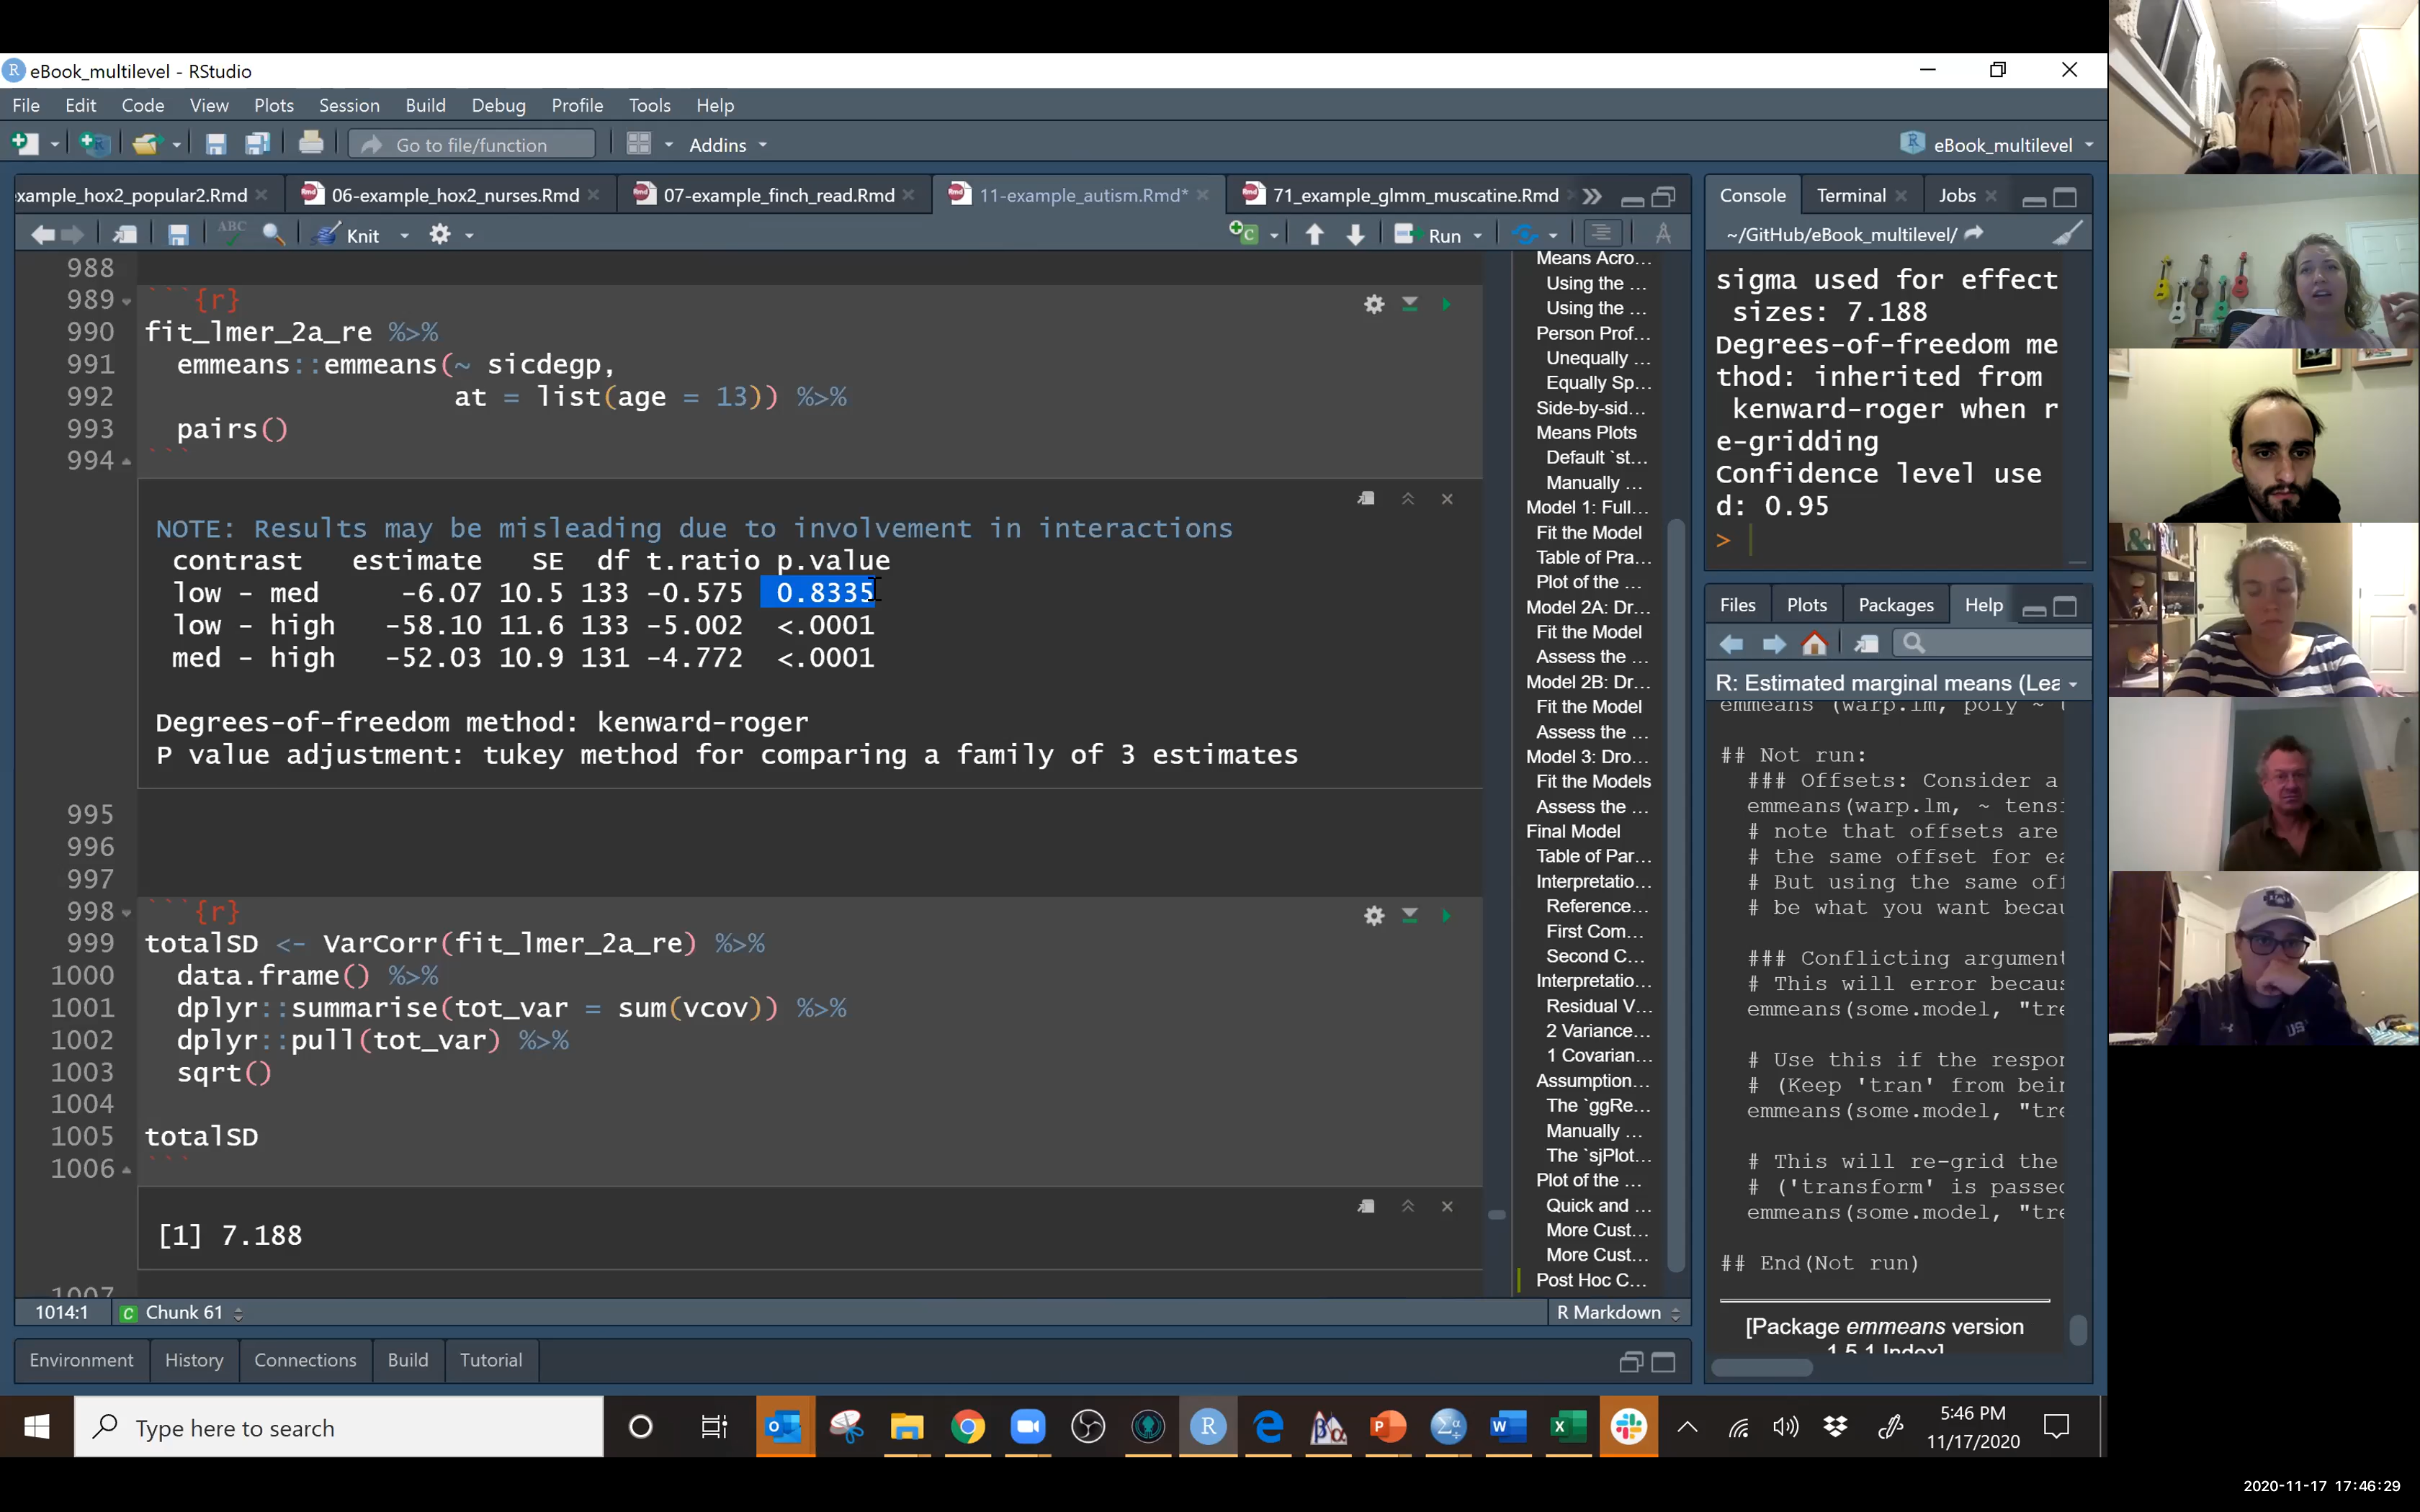 eBook_multilevel - RStudio
File Edit Code View Plots Session Build Debug Profile Tools Help
Go to file/function Addins eBook_multilevel
example_hox2_popular2.Rmd 06-example_hox2_nurses.Rmd 07-example_finch_read.Rmd 11-example_autism.Rmd* 71_example_glmm_muscatine.Rmd
ABC Knit Run
988
989 ```{r}
990 fit_lmer_2a_re %>%
991 emmeans::emmeans(~ sicdegp,
992 at = list(age = 13)) %>%
993 pairs()
994 ```
NOTE: Results may be misleading due to involvement in interactions
contrast estimate SE df t.ratio p.value
low - med -6.07 10.5 133 -0.575 0.8335
low - high -58.10 11.6 133 -5.002 <.0001
med - high -52.03 10.9 131 -4.772 <.0001
Degrees-of-freedom method: kenward-roger
P value adjustment: tukey method for comparing a family of 3 estimates
995
996
997
998 ```{r}
999 totalSD <- VarCorr(fit_lmer_2a_re) %>%
1000 data.frame() %>%
1001 dplyr::summarise(tot_var = sum(vcov)) %>%
1002 dplyr::pull(tot_var) %>%
1003 sqrt()
1004
1005 totalSD
1006 ```
[1] 7.188
1007
1014:1 C Chunk 61 R Markdown
Means Acro...
Using the ...
Using the ...
Person Prof...
Unequally ...
Equally Sp...
Side-by-sid...
Means Plots
Default `st...
Manually ...
Model 1: Full...
Fit the Model
Table of Pra...
Plot of the ...
Model 2A: Dr...
Fit the Model
Assess the ...
Model 2B: Dr...
Fit the Model
Assess the ...
Model 3: Dro...
Fit the Models
Assess the ...
Final Model
Table of Par...
Interpretatio...
Reference...
First Com...
Second C...
Interpretatio...
Residual V...
2 Variance...
1 Covarian...
Assumption...
The `ggRe...
Manually ...
The `sjPlot...
Plot of the ...
Quick and ...
More Cust...
More Cust...
Post Hoc C...
Console Terminal Jobs
~/GitHub/eBook_multilevel/
sigma used for effect
sizes: 7.188
Degrees-of-freedom me
thod: inherited from
kenward-roger when r
e-gridding
Confidence level use
d: 0.95
>
Files Plots Packages Help
R: Estimated marginal means (Lea
emmeans (warp.lm, poly ~
## Not run:
### Offsets: Consider a
emmeans(warp.lm, ~ tens
# note that offsets are
# the same offset for ea
# But using the same off
# be what you want becau
### Conflicting argument
# This will error becaus
emmeans(some.model, "tre
# Use this if the respon
# (Keep 'tran' from bein
emmeans(some.model, "tre
# This will re-grid the
# ('transform' is passed
emmeans(some.model, "tre
## End(Not run)
[Package emmeans version
1.5.1 Index]
Environment History Connections Build Tutorial
Type here to search
5:46 PM
11/17/2020
2020-11-17 17:46:29